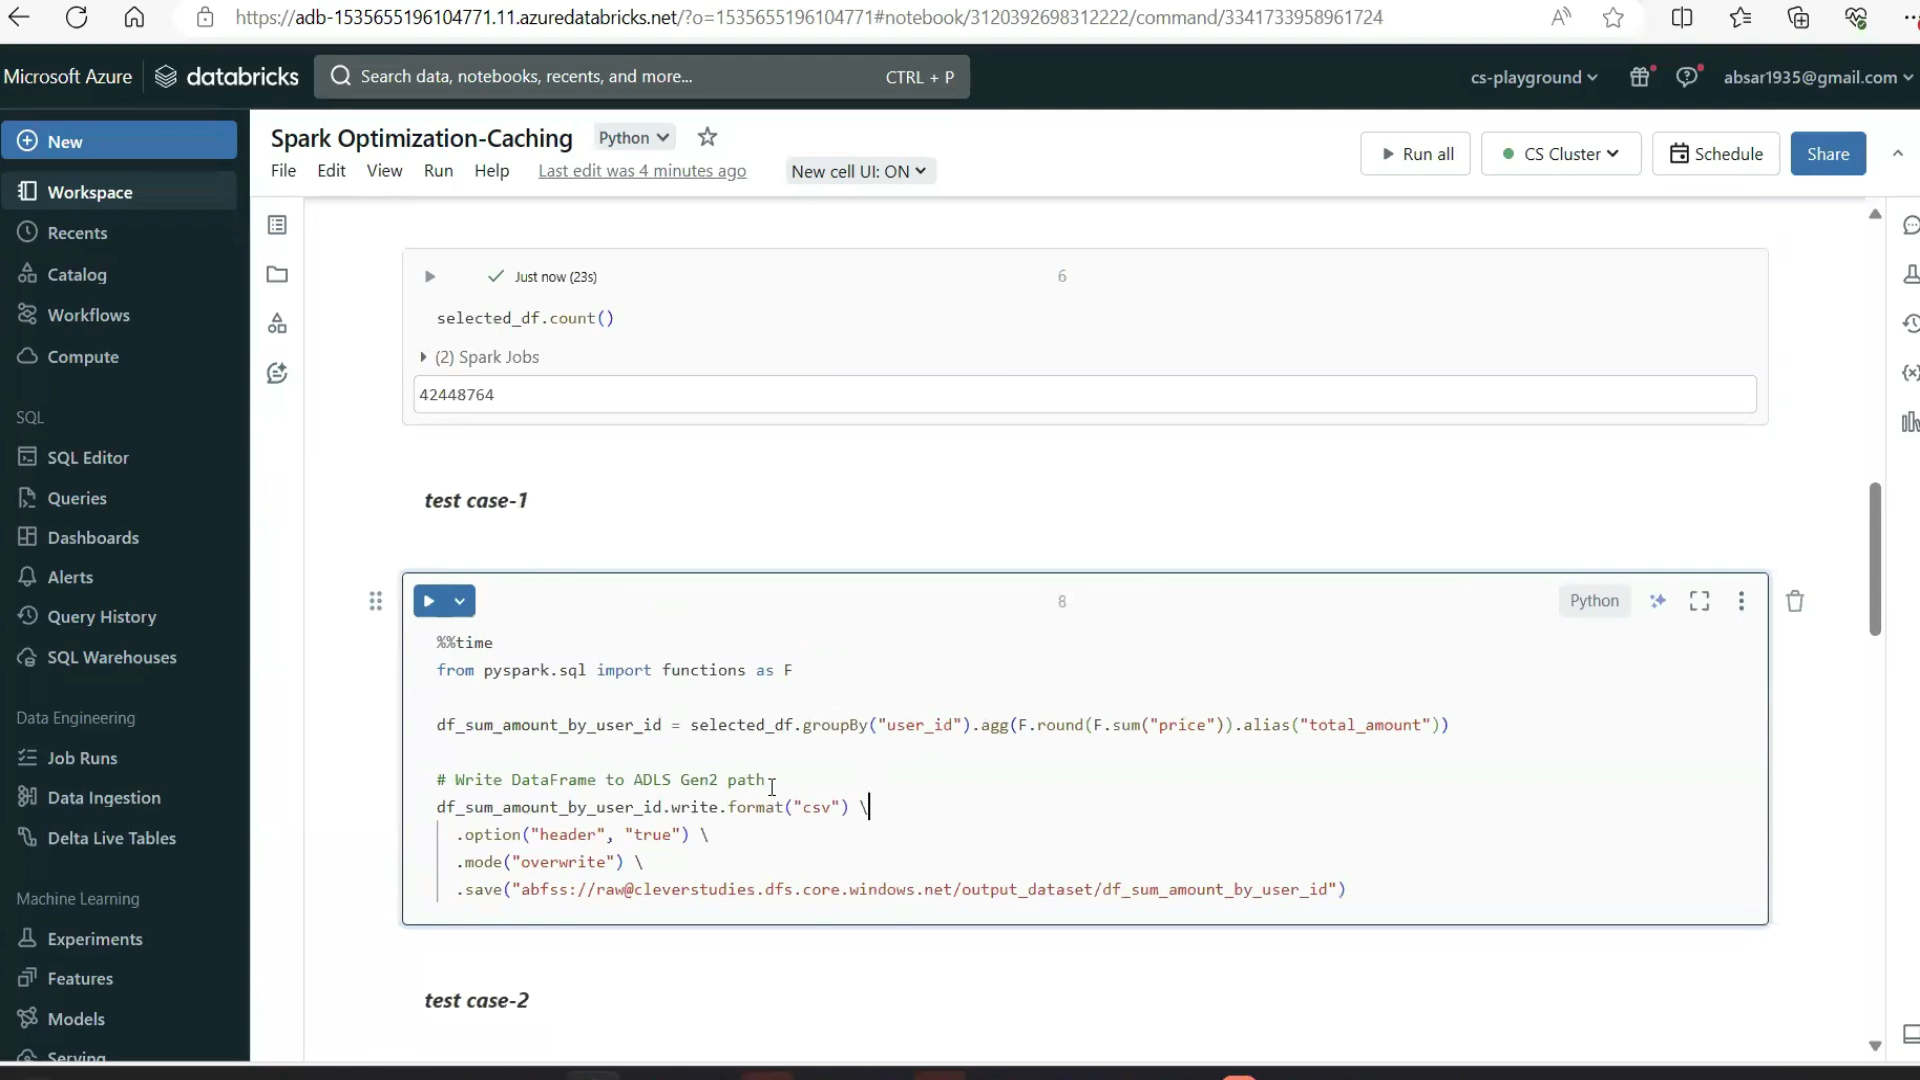 https://adb-1535655196104771.11.azuredatabricks.net/?o=1535655196104771#notebook/3120392698312222/command/3341733958961724
Microsoft Azure
databricks
Search data, notebooks, recents, and more...
CTRL + P
cs-playground
absar1935@gmail.com
New
Workspace
Recents
Catalog
Workflows
Compute
SQL
SQL Editor
Queries
Dashboards
Alerts
Query History
SQL Warehouses
Data Engineering
Job Runs
Data Ingestion
Delta Live Tables
Machine Learning
Experiments
Features
Models
Serving
Spark Optimization-Caching
Python
File
Edit
View
Run
Help
Last edit was 4 minutes ago
New cell UI: ON
Run all
CS Cluster
Schedule
Share
Just now (23s)
6
selected_df.count()
(2) Spark Jobs
42448764
test case-1
8
Python
%%time
from pyspark.sql import functions as F
df_sum_amount_by_user_id = selected_df.groupBy("user_id").agg(F.round(F.sum("price")).alias("total_amount"))
# Write DataFrame to ADLS Gen2 path
df_sum_amount_by_user_id.write.format("csv") \
.option("header", "true") \
.mode("overwrite") \
.save("abfss://raw@cleverstudies.dfs.core.windows.net/output_dataset/df_sum_amount_by_user_id")
test case-2